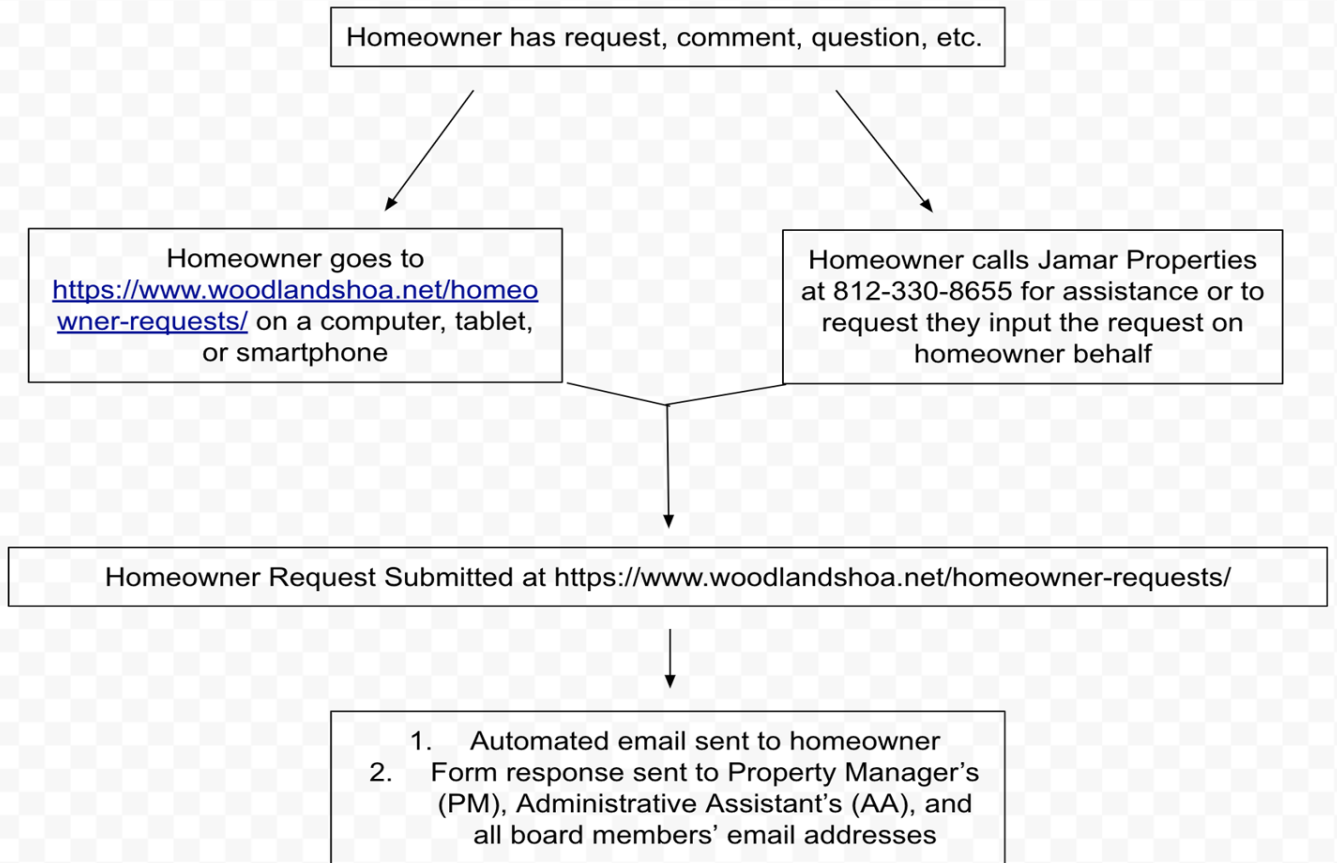 Homeowner has request, comment, question, etc.
Homeowner goes to
https://www.woodlandshoa.net/homeo
wner-requests/ on a computer, tablet,
or smartphone
Homeowner calls Jamar Properties
at 812-330-8655 for assistance or to
request they input the request on
homeowner behalf
Homeowner Request Submitted at https://www.woodlandshoa.net/homeowner-requests/
1. Automated email sent to homeowner
2. Form response sent to Property Manager’s
(PM), Administrative Assistant’s (AA), and
all board members’ email addresses